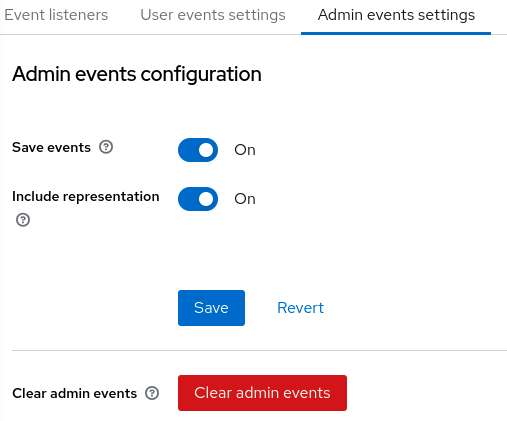 Event listeners User events settings Admin events settings
Admin events configuration
Save events ? On
Include representation ? On
Save Revert
Clear admin events ? Clear admin events